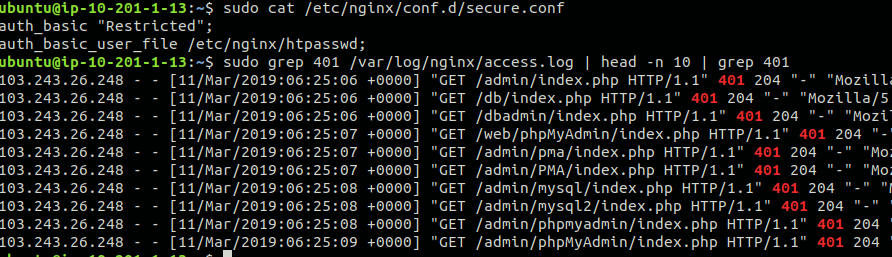 ubuntu@ip-10-201-1-13:~$ sudo cat /etc/nginx/conf.d/secure.conf
auth_basic "Restricted";
auth_basic_user_file /etc/nginx/htpasswd;
ubuntu@ip-10-201-1-13:~$ sudo grep 401 /var/log/nginx/access.log | head -n 10 | grep 401
103.243.26.248 - - [11/Mar/2019:06:25:06 +0000] "GET /admin/index.php HTTP/1.1" 401 204 "-" "Mozilla
103.243.26.248 - - [11/Mar/2019:06:25:06 +0000] "GET /db/index.php HTTP/1.1" 401 204 "-" "Mozilla/5
103.243.26.248 - - [11/Mar/2019:06:25:06 +0000] "GET /dbadmin/index.php HTTP/1.1" 401 204 "-" "Mozil
103.243.26.248 - - [11/Mar/2019:06:25:07 +0000] "GET /web/phpMyAdmin/index.php HTTP/1.1" 401 204 "-
103.243.26.248 - - [11/Mar/2019:06:25:07 +0000] "GET /admin/pma/index.php HTTP/1.1" 401 204 "-" "Moz
103.243.26.248 - - [11/Mar/2019:06:25:07 +0000] "GET /admin/PMA/index.php HTTP/1.1" 401 204 "-" "Moz
103.243.26.248 - - [11/Mar/2019:06:25:08 +0000] "GET /admin/mysql/index.php HTTP/1.1" 401 204 "-" "M
103.243.26.248 - - [11/Mar/2019:06:25:08 +0000] "GET /admin/mysql2/index.php HTTP/1.1" 401 204 "-" "
103.243.26.248 - - [11/Mar/2019:06:25:08 +0000] "GET /admin/phpmyadmin/index.php HTTP/1.1" 401 204
103.243.26.248 - - [11/Mar/2019:06:25:09 +0000] "GET /admin/phpMyAdmin/index.php HTTP/1.1" 401 204
ubuntu@ip-10-201-1-13:~$